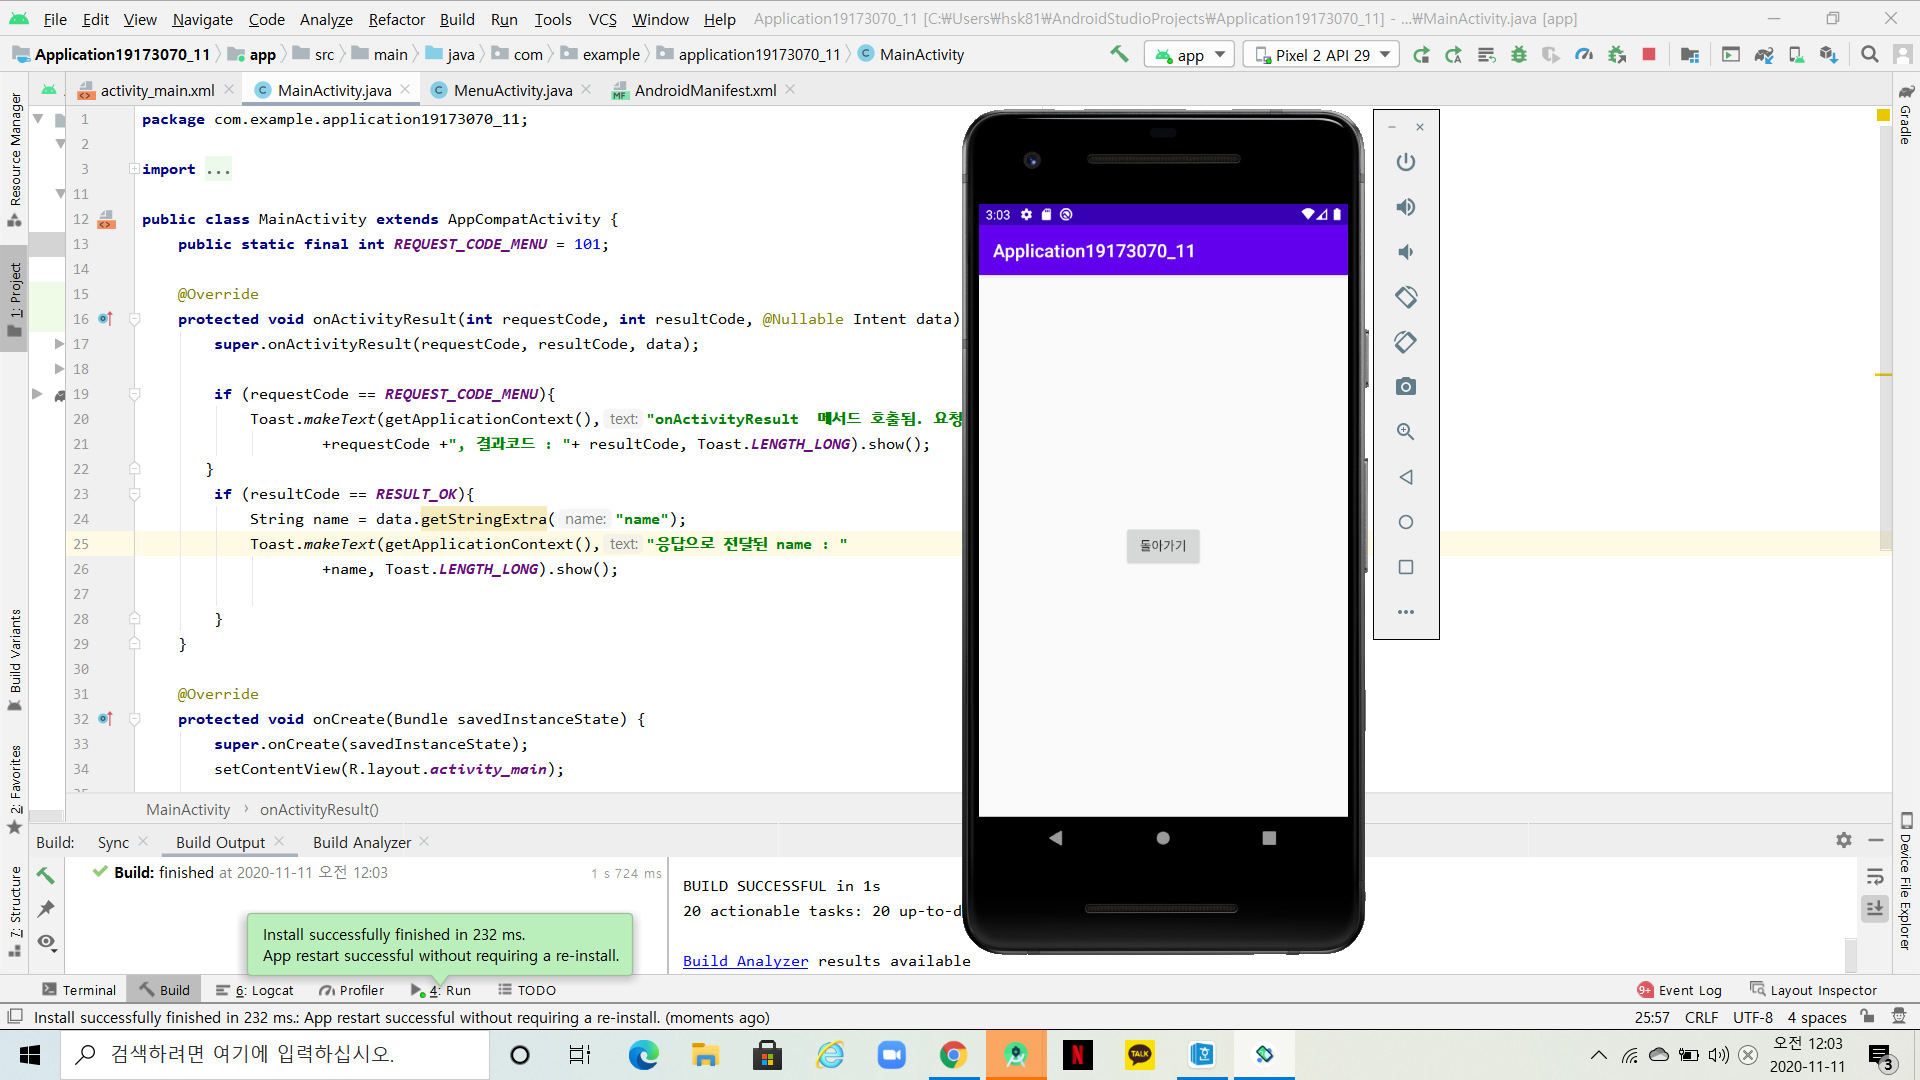 File Edit View Navigate Code Analyze Refactor Build Run Tools VCS Window Help Application19173070_11 [C:₩Users₩hsk81₩AndroidStudioProjects₩Application19173070_11] - ...₩MainActivity.java [app]
Application19173070_11 app src main java com example application19173070_11 MainActivity app Pixel 2 API 29
activity_main.xml MainActivity.java MenuActivity.java AndroidManifest.xml
Resource Manager
1: Project
Build Variants
2: Favorites
7: Structure
Gradle
Device File Explorer
1 package com.example.application19173070_11;
2
3 import ...
11
12 public class MainActivity extends AppCompatActivity {
13 public static final int REQUEST_CODE_MENU = 101;
14
15 @Override
16 protected void onActivityResult(int requestCode, int resultCode, @Nullable Intent data)
17 super.onActivityResult(requestCode, resultCode, data);
18
19 if (requestCode == REQUEST_CODE_MENU){
20 Toast.makeText(getApplicationContext(), text: "onActivityResult 메서드 호출됨. 요청
21 +requestCode +", 결과코드 : "+ resultCode, Toast.LENGTH_LONG).show();
22 }
23 if (resultCode == RESULT_OK){
24 String name = data.getStringExtra( name: "name");
25 Toast.makeText(getApplicationContext(), text: "응답으로 전달된 name : "
26 +name, Toast.LENGTH_LONG).show();
27
28 }
29 }
30
31 @Override
32 protected void onCreate(Bundle savedInstanceState) {
33 super.onCreate(savedInstanceState);
34 setContentView(R.layout.activity_main);
3:03
Application19173070_11
돌아가기
MainActivity › onActivityResult()
Build: Sync Build Output Build Analyzer
Build: finished at 2020-11-11 오전 12:03 1 s 724 ms
BUILD SUCCESSFUL in 1s
20 actionable tasks: 20 up-to-d
Build Analyzer results available
Install successfully finished in 232 ms.
App restart successful without requiring a re-install.
Terminal Build 6: Logcat Profiler 4: Run TODO 9+ Event Log Layout Inspector
Install successfully finished in 232 ms.: App restart successful without requiring a re-install. (moments ago) 25:57 CRLF UTF-8 4 spaces
검색하려면 여기에 입력하십시오.
N
TALK
오전 12:03
2020-11-11
3